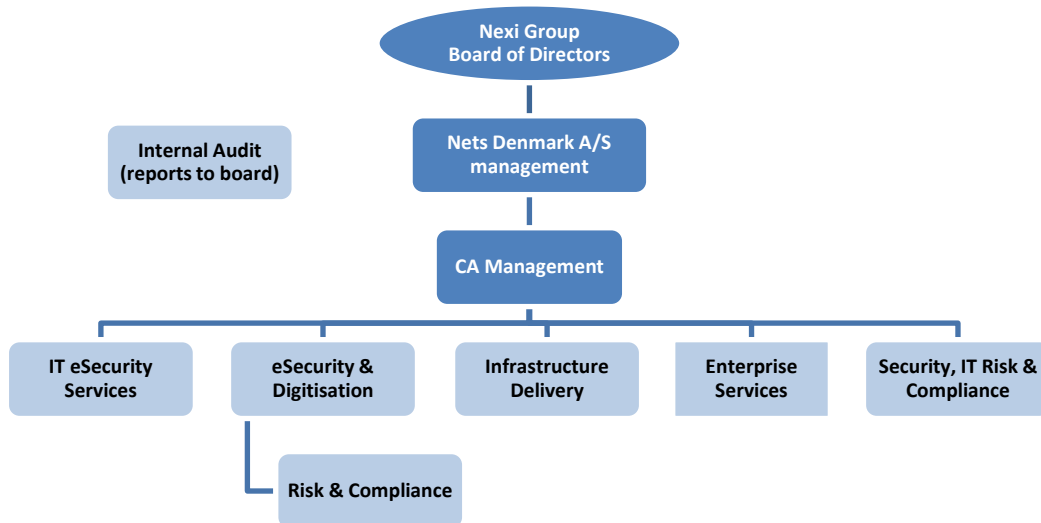 Nexi Group
Board of Directors
Internal Audit
(reports to board)
Nets Denmark A/S
management
CA Management
IT eSecurity
Services
eSecurity &
Digitisation
Infrastructure
Delivery
Enterprise
Services
Security, IT Risk &
Compliance
Risk & Compliance